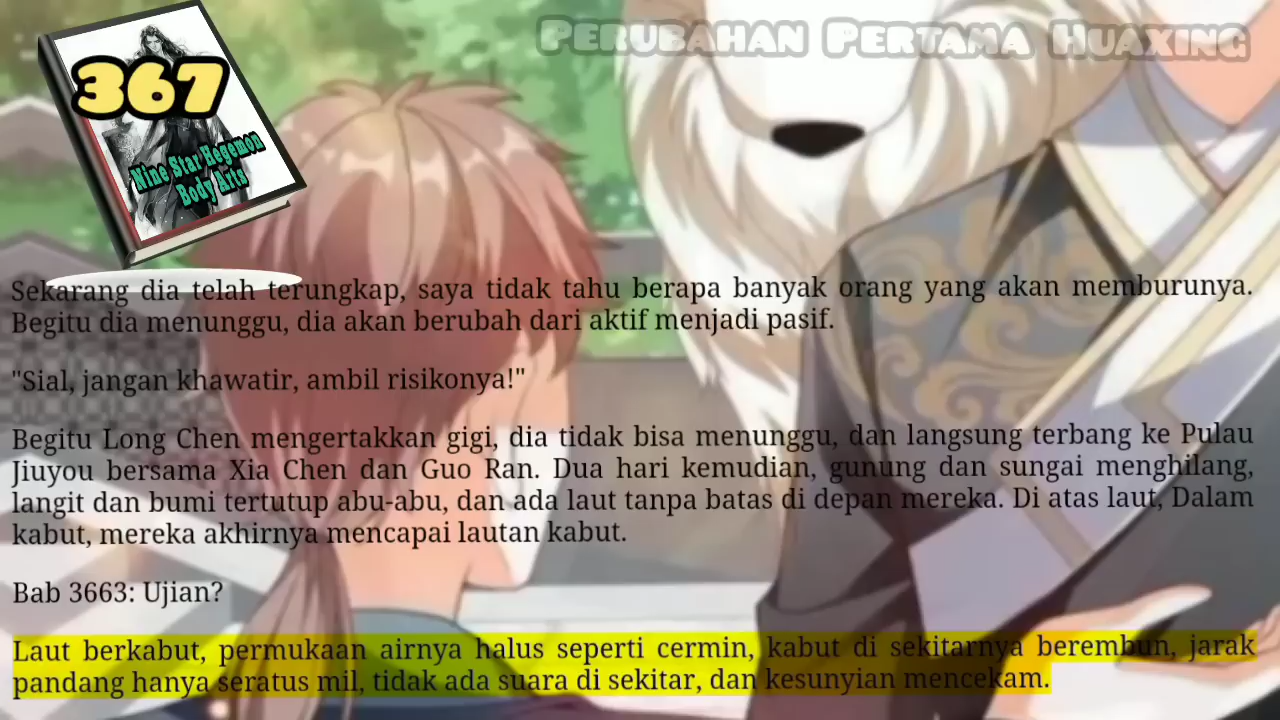 Perubahan Pertama Huaxing
367
Nine Star Hegemon
Body Arts
Sekarang dia telah terungkap, saya tidak tahu berapa banyak orang yang akan memburunya.
Begitu dia menunggu, dia akan berubah dari aktif menjadi pasif.
"Sial, jangan khawatir, ambil risikonya!"
Begitu Long Chen mengertakkan gigi, dia tidak bisa menunggu, dan langsung terbang ke Pulau
Jiuyou bersama Xia Chen dan Guo Ran. Dua hari kemudian, gunung dan sungai menghilang,
langit dan bumi tertutup abu-abu, dan ada laut tanpa batas di depan mereka. Di atas laut, Dalam
kabut, mereka akhirnya mencapai lautan kabut.
Bab 3663: Ujian?
Laut berkabut, permukaan airnya halus seperti cermin, kabut di sekitarnya berembun, jarak
pandang hanya seratus mil, tidak ada suara di sekitar, dan kesunyian mencekam.